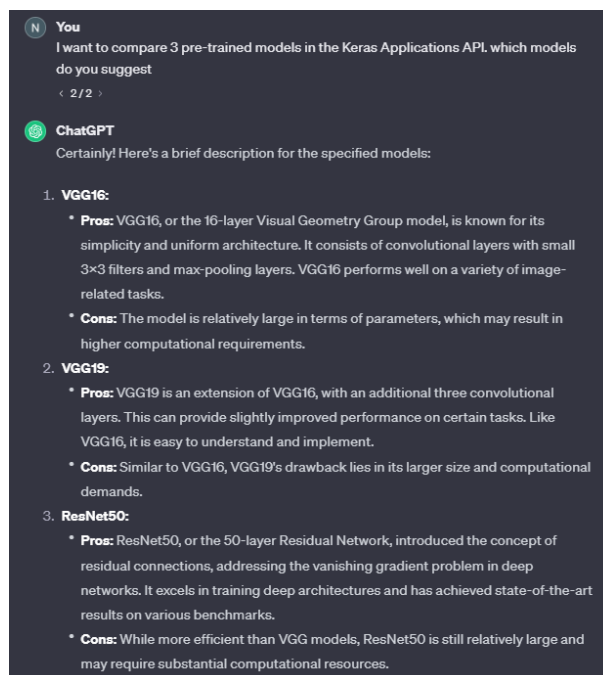 N You
I want to compare 3 pre-trained models in the Keras Applications API. which models
do you suggest
‹ 2/2 ›
ChatGPT
Certainly! Here's a brief description for the specified models:
1. VGG16:
• Pros: VGG16, or the 16-layer Visual Geometry Group model, is known for its
simplicity and uniform architecture. It consists of convolutional layers with small
3×3 filters and max-pooling layers. VGG16 performs well on a variety of image-
related tasks.
• Cons: The model is relatively large in terms of parameters, which may result in
higher computational requirements.
2. VGG19:
• Pros: VGG19 is an extension of VGG16, with an additional three convolutional
layers. This can provide slightly improved performance on certain tasks. Like
VGG16, it is easy to understand and implement.
• Cons: Similar to VGG16, VGG19's drawback lies in its larger size and computational
demands.
3. ResNet50:
• Pros: ResNet50, or the 50-layer Residual Network, introduced the concept of
residual connections, addressing the vanishing gradient problem in deep
networks. It excels in training deep architectures and has achieved state-of-the-art
results on various benchmarks.
• Cons: While more efficient than VGG models, ResNet50 is still relatively large and
may require substantial computational resources.